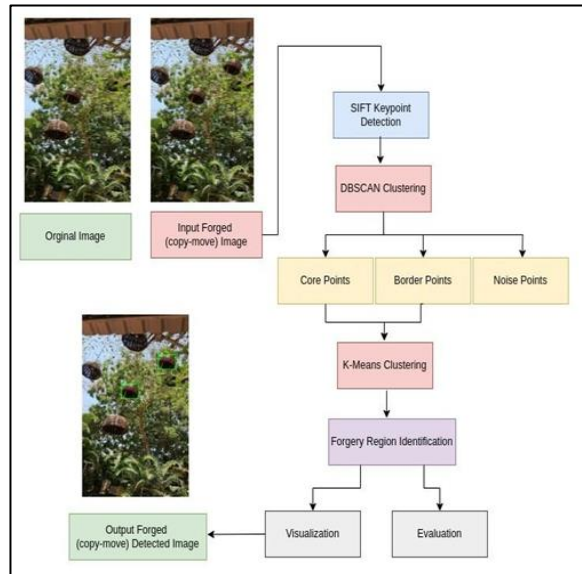 SIFT Keypoint
Detection
DBSCAN Clustering
Orginal Image
Input Forged
(copy-move) Image
Core Points
Border Points
Noise Points
K-Means Clustering
Forgery Region Identification
Output Forged
(copy-move) Detected Image
Visualization
Evaluation